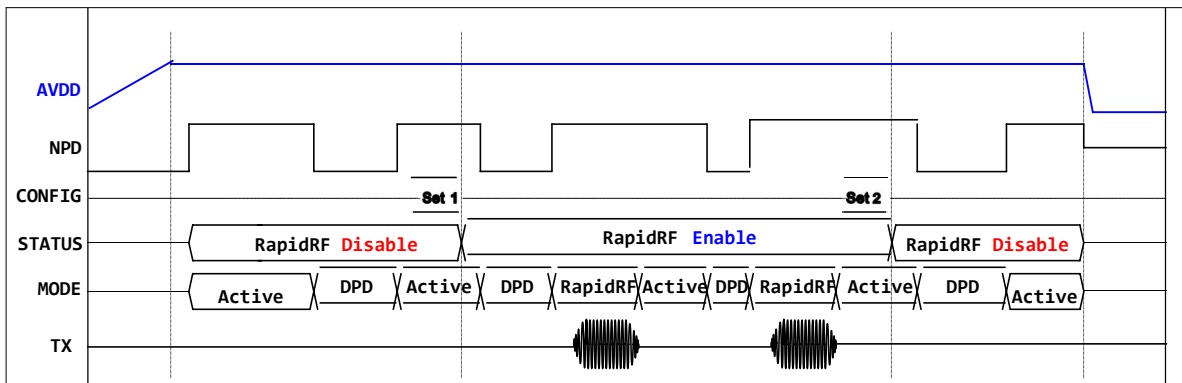 AVDD
NPD
CONFIG Set 1 Set 2
STATUS RapidRF Disable RapidRF Enable RapidRF Disable
MODE Active DPD Active DPD RapidRF Active DPD RapidRF Active DPD Active
TX